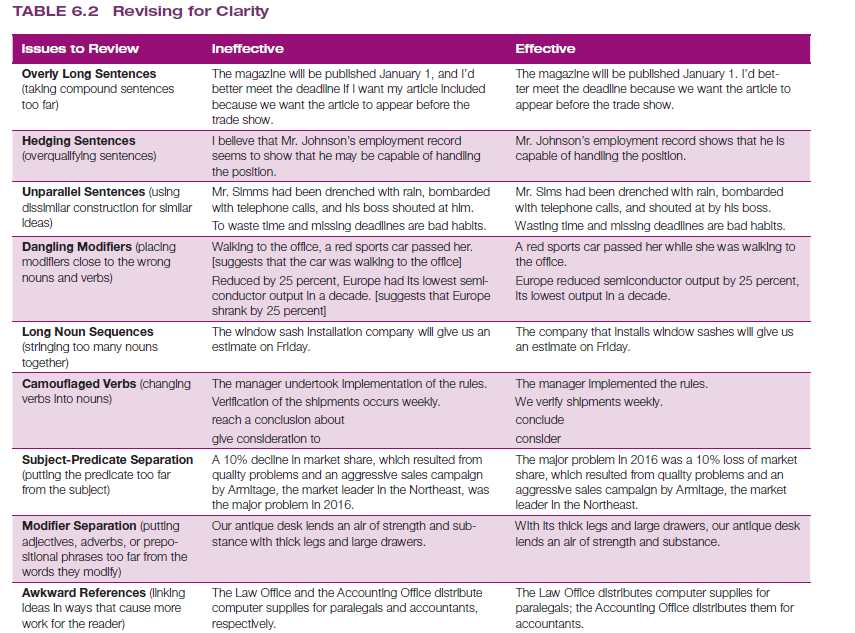 TABLE 6.2 Revising for Clarity
Issues to Review Ineffective Effective
Overly Long Sentences
(taking compound sentences
too far)
The magazine will be published January 1, and I'd
better meet the deadline if I want my article included
because we want the article to appear before the
trade show.
The magazine will be published January 1. I'd bet-
ter meet the deadline because we want the article to
appear before the trade show.
Hedging Sentences
(overqualifying sentences)
I believe that Mr. Johnson's employment record
seems to show that he may be capable of handling
the position.
Mr. Johnson's employment record shows that he is
capable of handling the position.
Unparallel Sentences (using
dissimilar construction for similar
ideas)
Mr. Simms had been drenched with rain, bombarded
with telephone calls, and his boss shouted at him.
To waste time and missing deadlines are bad habits.
Mr. Sims had been drenched with rain, bombarded
with telephone calls, and shouted at by his boss.
Wasting time and missing deadlines are bad habits.
Dangling Modifiers (placing
modifiers close to the wrong
nouns and verbs)
Walking to the office, a red sports car passed her.
[suggests that the car was walking to the office]
Reduced by 25 percent, Europe had its lowest semi-
conductor output in a decade. [suggests that Europe
shrank by 25 percent]
A red sports car passed her while she was walking to
the office.
Europe reduced semiconductor output by 25 percent,
its lowest output in a decade.
Long Noun Sequences
(stringing too many nouns
together)
The window sash installation company will give us an
estimate on Friday.
The company that installs window sashes will give us
an estimate on Friday.
Camouflaged Verbs (changing
verbs into nouns)
The manager undertook implementation of the rules.
Verification of the shipments occurs weekly.
reach a conclusion about
give consideration to
The manager implemented the rules.
We verify shipments weekly.
conclude
consider
Subject-Predicate Separation
(putting the predicate too far
from the subject)
A 10% decline in market share, which resulted from
quality problems and an aggressive sales campaign
by Armitage, the market leader in the Northeast, was
the major problem in 2016.
The major problem in 2016 was a 10% loss of market
share, which resulted from quality problems and an
aggressive sales campaign by Armitage, the market
leader in the Northeast.
Modifier Separation (putting
adjectives, adverbs, or prepo-
sitional phrases too far from the
words they modify)
Our antique desk lends an air of strength and sub-
stance with thick legs and large drawers.
With its thick legs and large drawers, our antique desk
lends an air of strength and substance.
Awkward References (linking
ideas in ways that cause more
work for the reader)
The Law Office and the Accounting Office distribute
computer supplies for paralegals and accountants,
respectively.
The Law Office distributes computer supplies for
paralegals; the Accounting Office distributes them for
accountants.